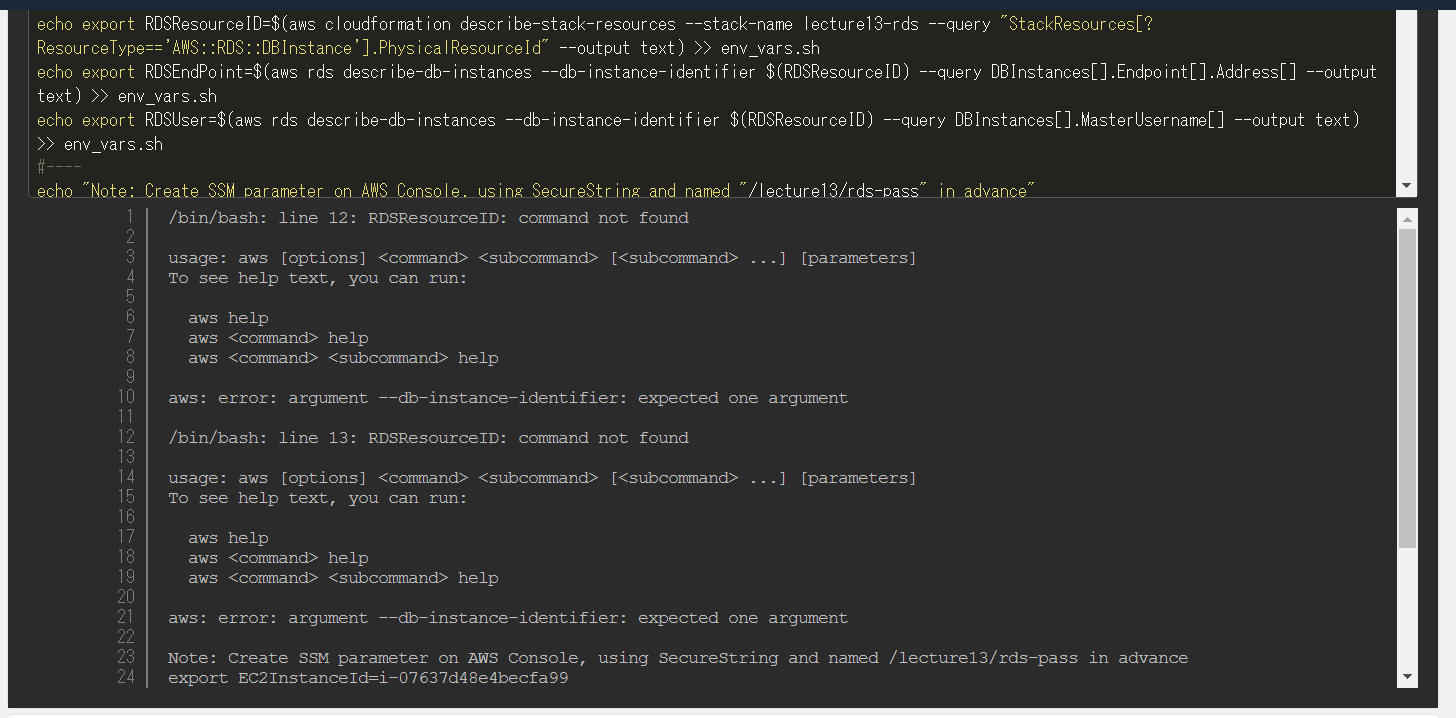 echo export RDSResourceID=$(aws cloudformation describe-stack-resources --stack-name lecture13-rds --query "StackResources[?
ResourceType=='AWS::RDS::DBInstance'].PhysicalResourceId" --output text) >> env_vars.sh
echo export RDSEndPoint=$(aws rds describe-db-instances --db-instance-identifier $(RDSResourceID) --query DBInstances[].Endpoint[].Address[] --output
text) >> env_vars.sh
echo export RDSUser=$(aws rds describe-db-instances --db-instance-identifier $(RDSResourceID) --query DBInstances[].MasterUsername[] --output text)
>> env_vars.sh
#----
echo "Note: Create SSM parameter on AWS Console, using SecureString and named "/lecture13/rds-pass" in advance"
1 /bin/bash: line 12: RDSResourceID: command not found
2
3 usage: aws [options] <command> <subcommand> [<subcommand> ...] [parameters]
4 To see help text, you can run:
5
6 aws help
7 aws <command> help
8 aws <command> <subcommand> help
9
10 aws: error: argument --db-instance-identifier: expected one argument
11
12 /bin/bash: line 13: RDSResourceID: command not found
13
14 usage: aws [options] <command> <subcommand> [<subcommand> ...] [parameters]
15 To see help text, you can run:
16
17 aws help
18 aws <command> help
19 aws <command> <subcommand> help
20
21 aws: error: argument --db-instance-identifier: expected one argument
22
23 Note: Create SSM parameter on AWS Console, using SecureString and named /lecture13/rds-pass in advance
24 export EC2InstanceId=i-07637d48e4becfa99